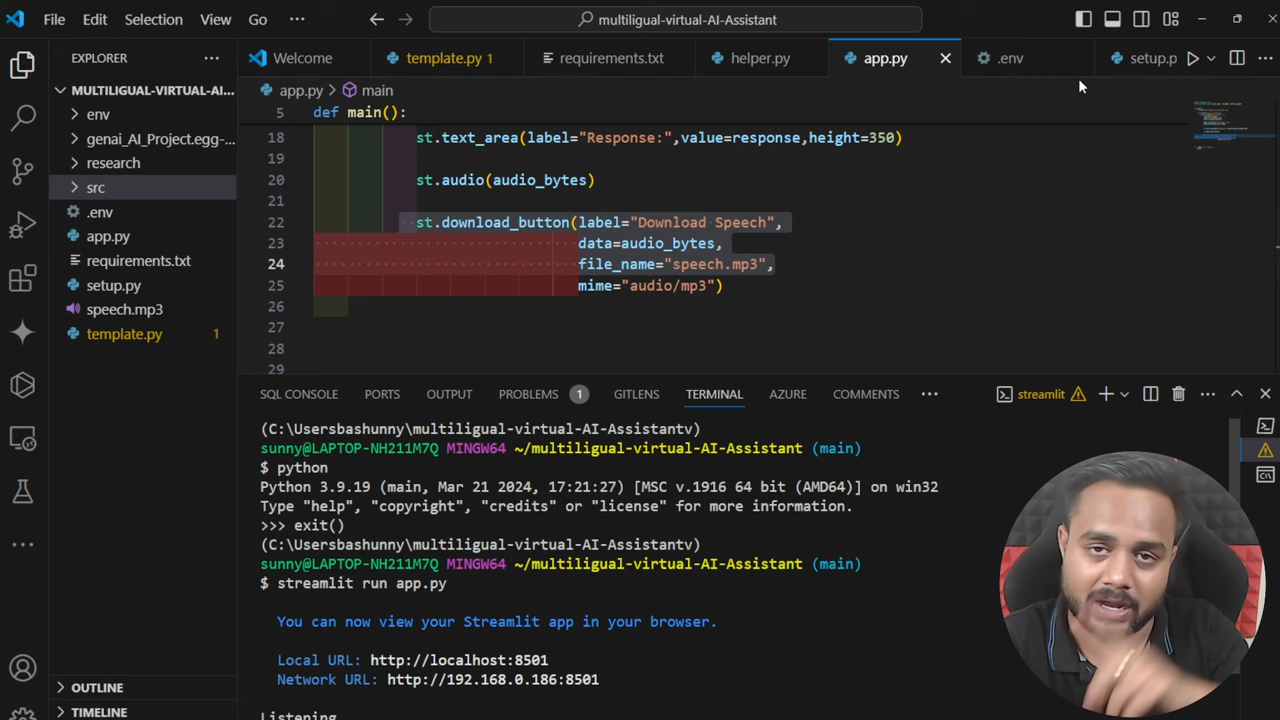 File Edit Selection View Go ••• multiligual-virtual-AI-Assistant
EXPLORER •••
Welcome template.py 1 requirements.txt helper.py app.py .env setup.p
app.py > main
MULTILIGUAL-VIRTUAL-AI-...
env
genai_AI_Project.egg-...
research
src
.env
app.py
requirements.txt
setup.py
speech.mp3
template.py 1
OUTLINE
TIMELINE
5 def main():
18 st.text_area(label="Response:",value=response,height=350)
19
20 st.audio(audio_bytes)
21
22 st.download_button(label="Download Speech",
23 data=audio_bytes,
24 file_name="speech.mp3",
25 mime="audio/mp3")
26
27
28
29
SQL CONSOLE PORTS OUTPUT PROBLEMS 1 GITLENS TERMINAL AZURE COMMENTS ••• streamlit
(C:\Usersbashunny\multiligual-virtual-AI-Assistantv)
sunny@LAPTOP-NH211M7Q MINGW64 ~/multiligual-virtual-AI-Assistant (main)
$ python
Python 3.9.19 (main, Mar 21 2024, 17:21:27) [MSC v.1916 64 bit (AMD64)] on win32
Type "help", "copyright", "credits" or "license" for more information.
>>> exit()
(C:\Usersbashunny\multiligual-virtual-AI-Assistantv)
sunny@LAPTOP-NH211M7Q MINGW64 ~/multiligual-virtual-AI-Assistant (main)
$ streamlit run app.py
You can now view your Streamlit app in your browser.
Local URL: http://localhost:8501
Network URL: http://192.168.0.186:8501
Listening